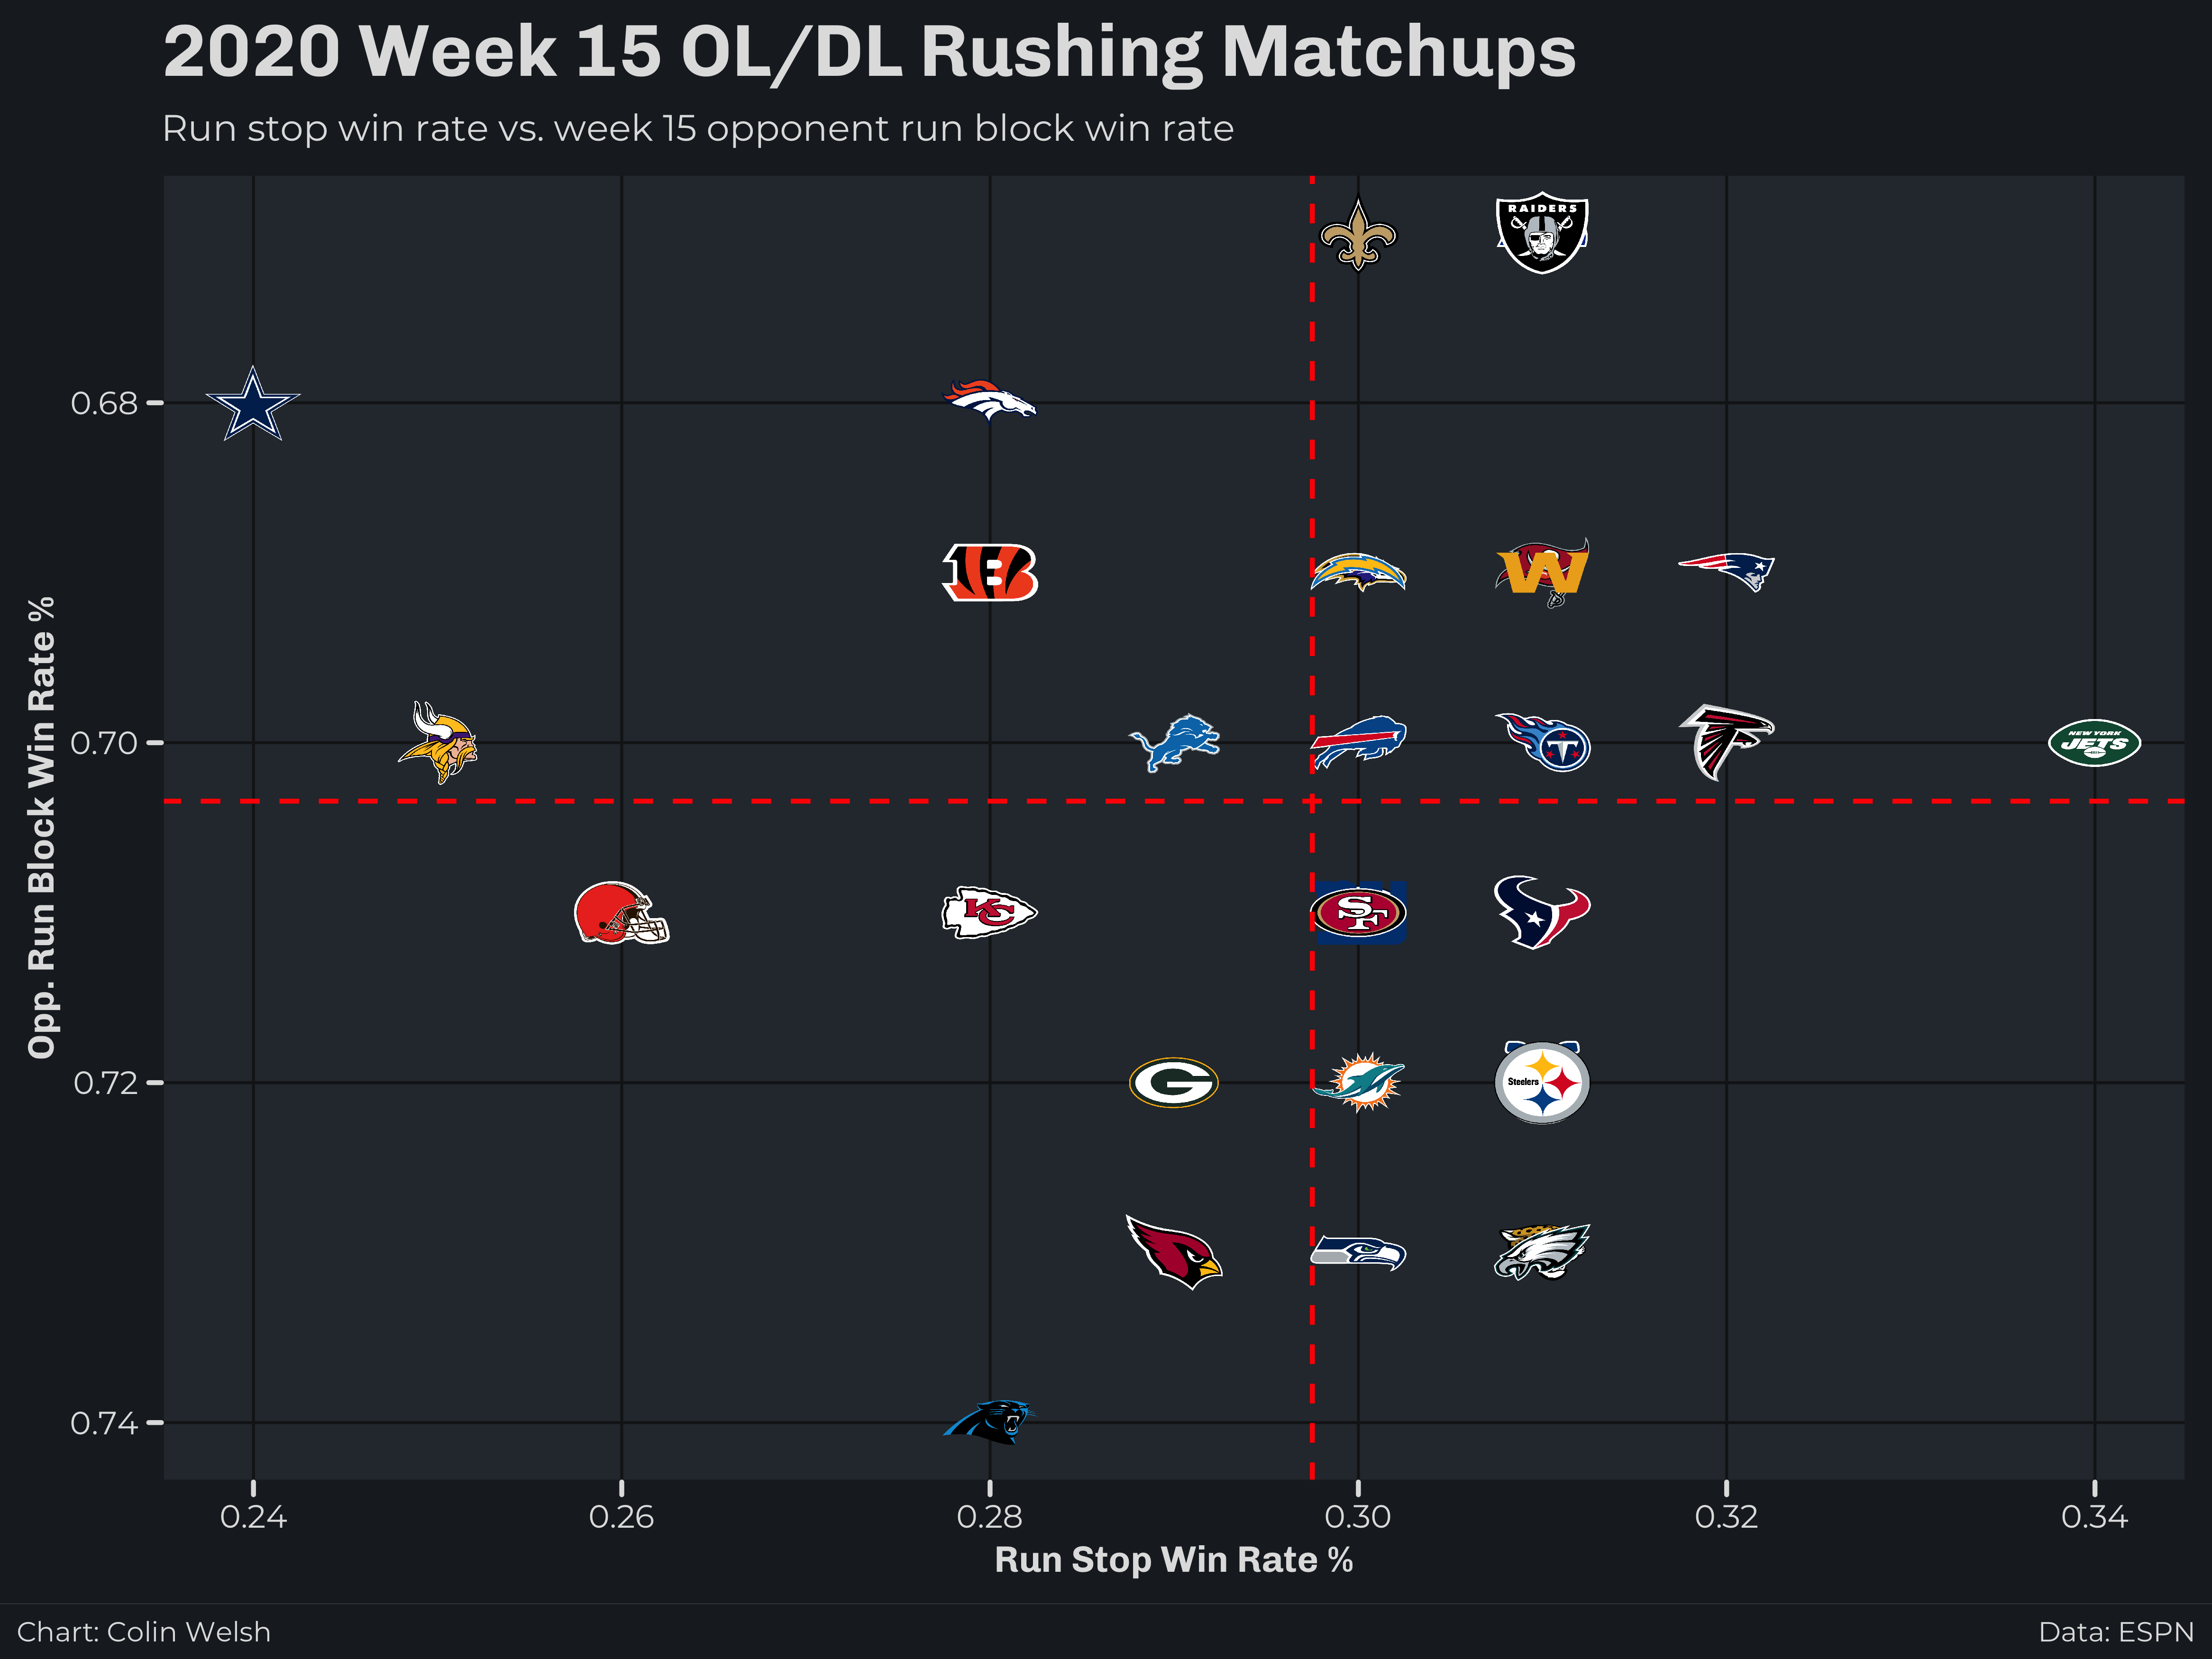 2020 Week 15 OL/DL Rushing Matchups
Run stop win rate vs. week 15 opponent run block win rate
Opp. Run Block Win Rate %
0.68
0.70
0.72
0.74
RAIDERS
NEW YORK
JETS
KC
SF
G
Steelers
W
B
T
0.24
0.26
0.28
0.30
0.32
0.34
Run Stop Win Rate %
Chart: Colin Welsh
Data: ESPN